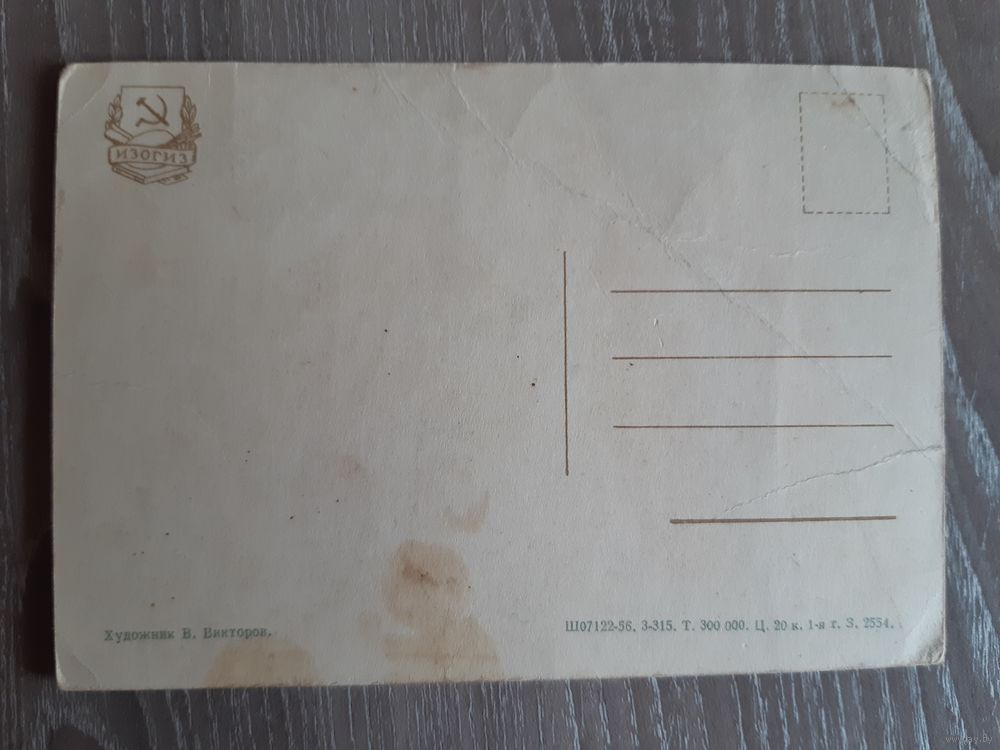 ИЗОГИЗ
Художник В. Викторов.
Ш07122-56. 3-315. Т. 300 000. Ц. 20 к. 1-я т. З. 2554.